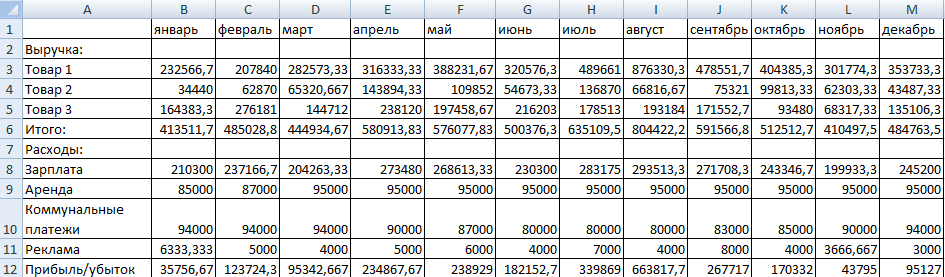 A B C D E F G H I J K L M
1 январь февраль март апрель май июнь июль август сентябрь октябрь ноябрь декабрь
2 Выручка:
3 Товар 1 232566,7 207840 282573,33 316333,33 388231,67 320576,3 489661 876330,3 478551,7 404385,3 301774,3 353733,3
4 Товар 2 34440 62870 65320,667 143894,33 109852 54673,33 136870 66816,67 75321 99813,33 62303,33 43487,33
5 Товар 3 164383,3 276181 144712 238120 197458,67 216203 178513 193184 171552,7 93480 68317,33 135106,3
6 Итого: 413511,7 485028,8 444934,67 580913,83 576077,83 500376,3 635109,5 804422,2 591566,8 512512,7 410497,5 484763,5
7 Расходы:
8 Зарплата 210300 237166,7 204263,33 273480 268613,33 230300 283175 293513,3 271708,3 243346,7 199933,3 245200
9 Аренда 85000 87000 95000 95000 95000 95000 95000 95000 95000 95000 95000 95000
Коммунальные
10 платежи 94000 94000 94000 90000 87000 80000 80000 80000 83000 85000 90000 94000
11 Реклама 6333,333 5000 4000 5000 6000 4000 7000 4000 8000 4000 3666,667 3000
12 Прибыль/убыток 35756,67 123724,3 95342,667 234867,67 238929 182152,7 339869 663817,7 267717 170332 43795 95127